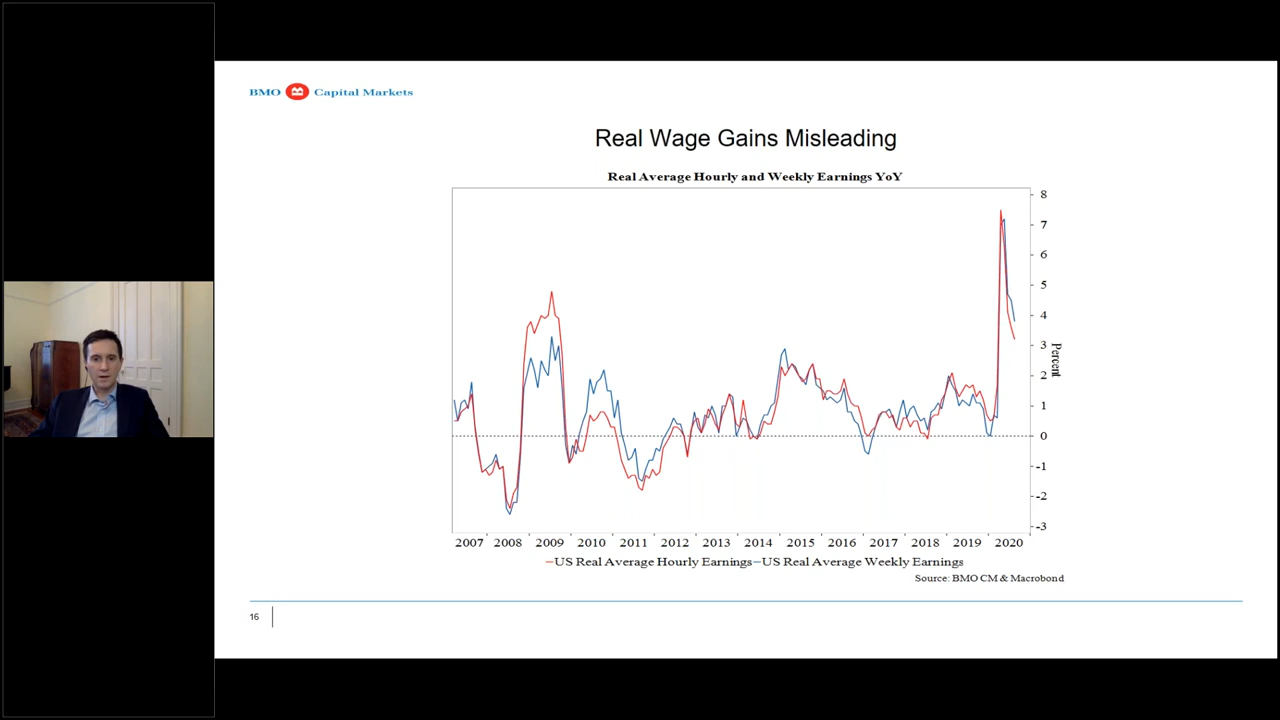 BMO Capital Markets
Real Wage Gains Misleading
Real Average Hourly and Weekly Earnings YoY
8
7
6
5
4
3
2
1
0
-1
-2
-3
Percent
2007 2008 2009 2010 2011 2012 2013 2014 2015 2016 2017 2018 2019 2020
US Real Average Hourly Earnings US Real Average Weekly Earnings
Source: BMO CM & Macrobond
16